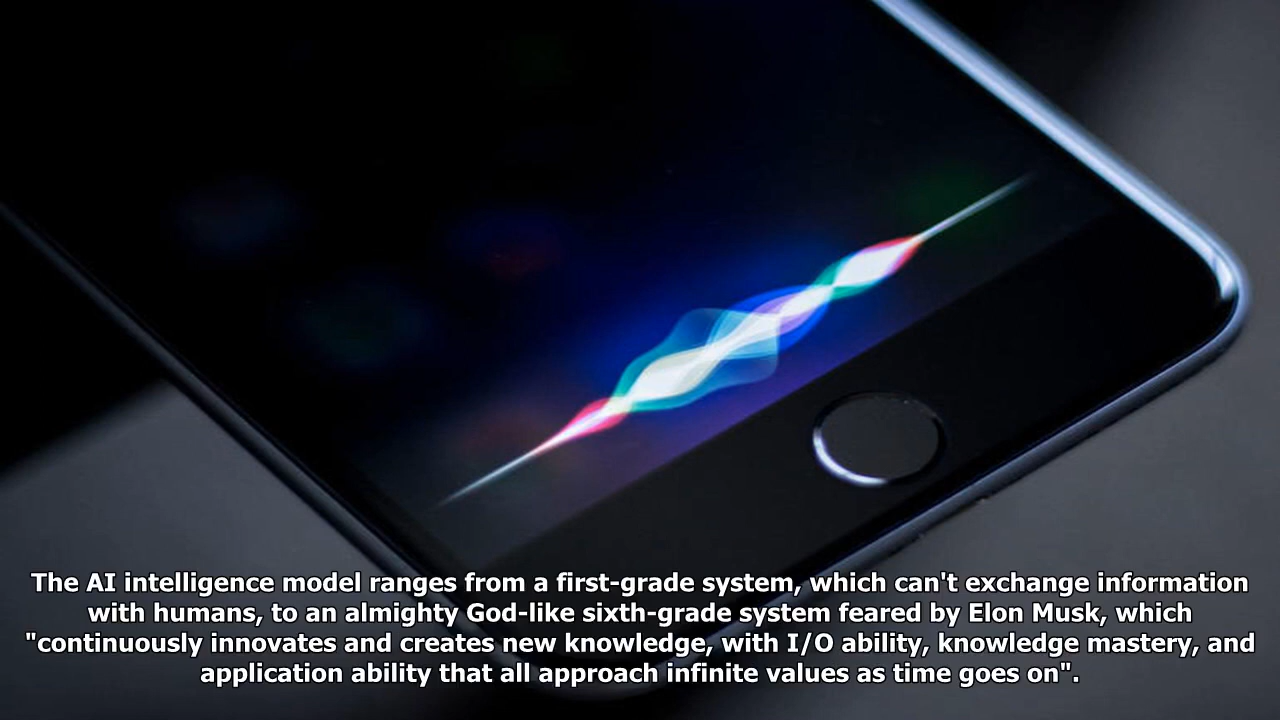 The AI intelligence model ranges from a first-grade system, which can't exchange information
with humans, to an almighty God-like sixth-grade system feared by Elon Musk, which
"continuously innovates and creates new knowledge, with I/O ability, knowledge mastery, and
application ability that all approach infinite values as time goes on".